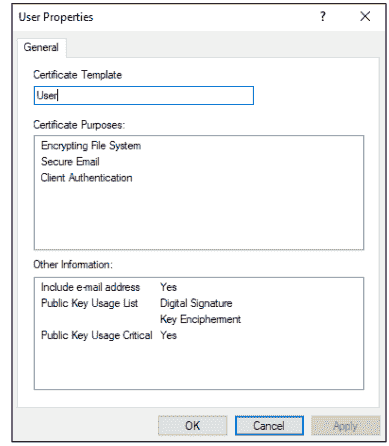 User Properties ? X
General
Certificate Template
User
Certificate Purposes:
Encrypting File System
Secure Email
Client Authentication
Other Information:
Include e-mail address Yes
Public Key Usage List Digital Signature
Key Encipherment
Public Key Usage Critical Yes
OK Cancel Apply